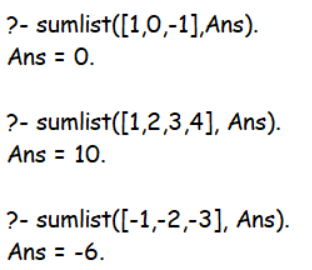 ?- sumlist([1,0,-1],Ans).
Ans = 0.
?- sumlist([1,2,3,4], Ans).
Ans = 10.
?- sumlist([-1,-2,-3], Ans).
Ans = -6.